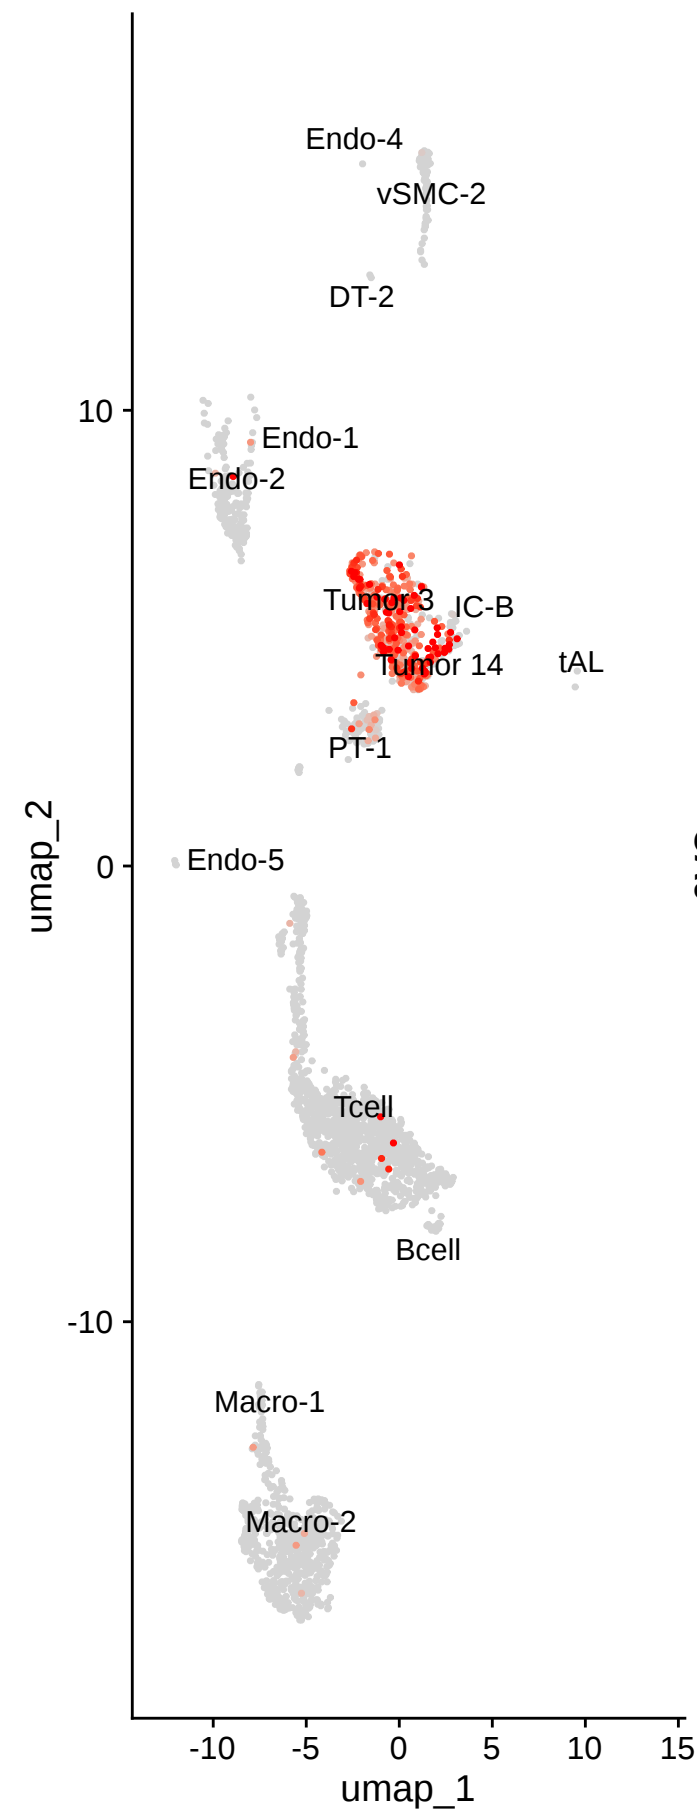 Endo-4
vSMC-2
DT-2
10
Endo-1
Endo-2
Tumor 3
IC-B
Tumor 14
tAL
PT-1
umap_2
0
Endo-5
Tcell
Bcell
-10
Macro-1
Macro-2
-10
-5
0
5
10
15
umap_1